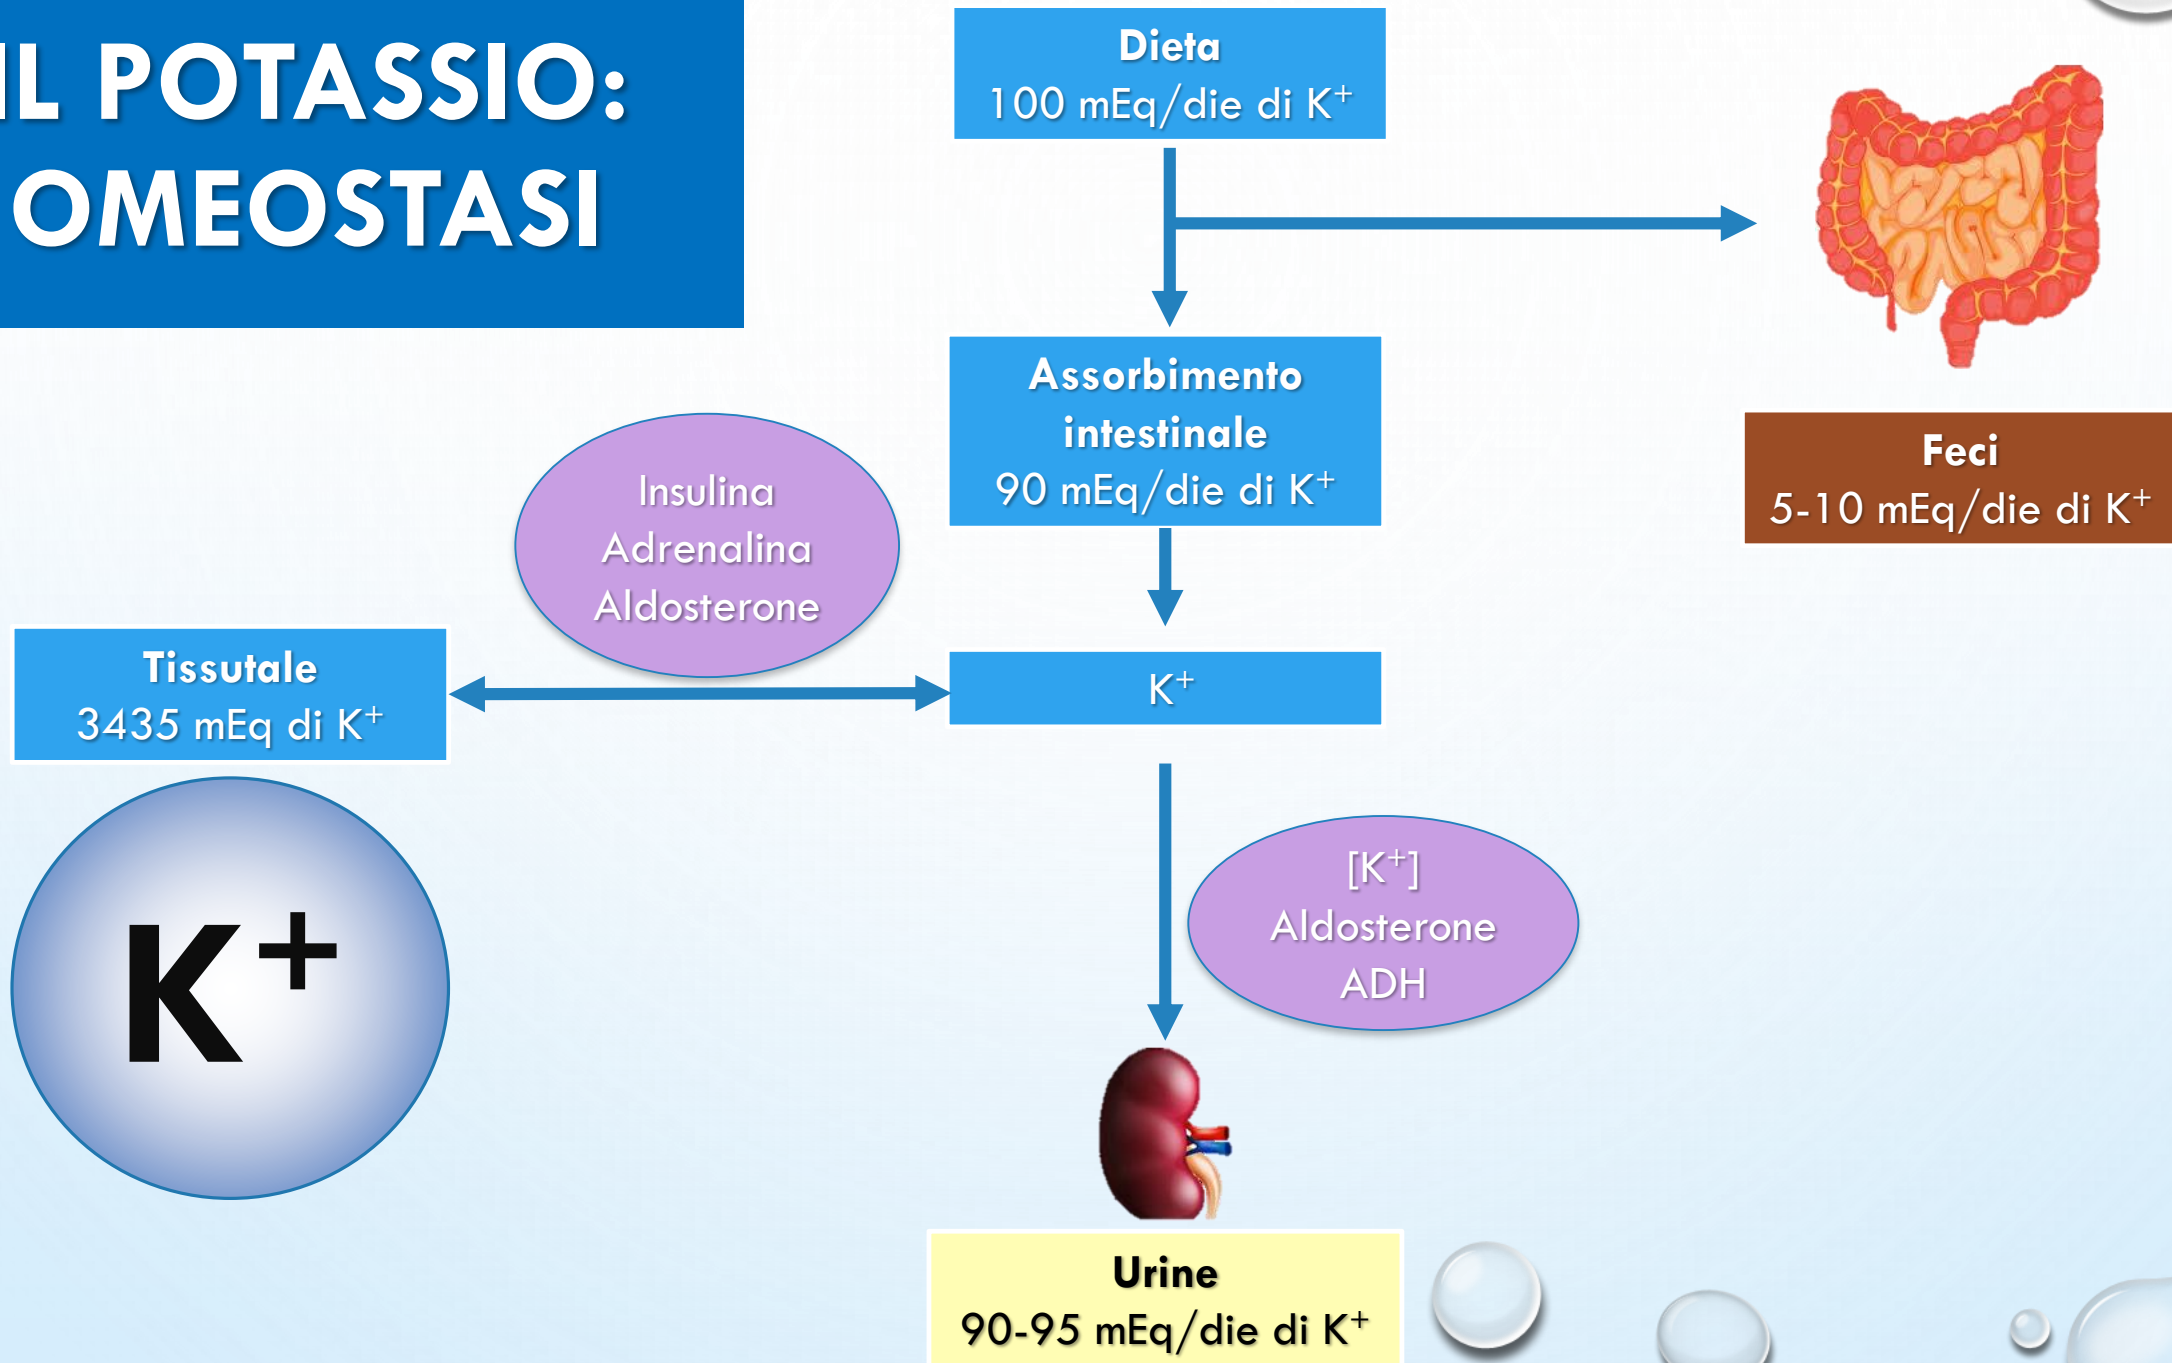 IL POTASSIO:
OMEOSTASI
Dieta
100 mEq/die di K⁺
Assorbimento
intestinale
90 mEq/die di K⁺
Feci
5-10 mEq/die di K⁺
Insulina
Adrenalina
Aldosterone
Tissutale
3435 mEq di K⁺
K⁺
K⁺
[K⁺]
Aldosterone
ADH
Urine
90-95 mEq/die di K⁺